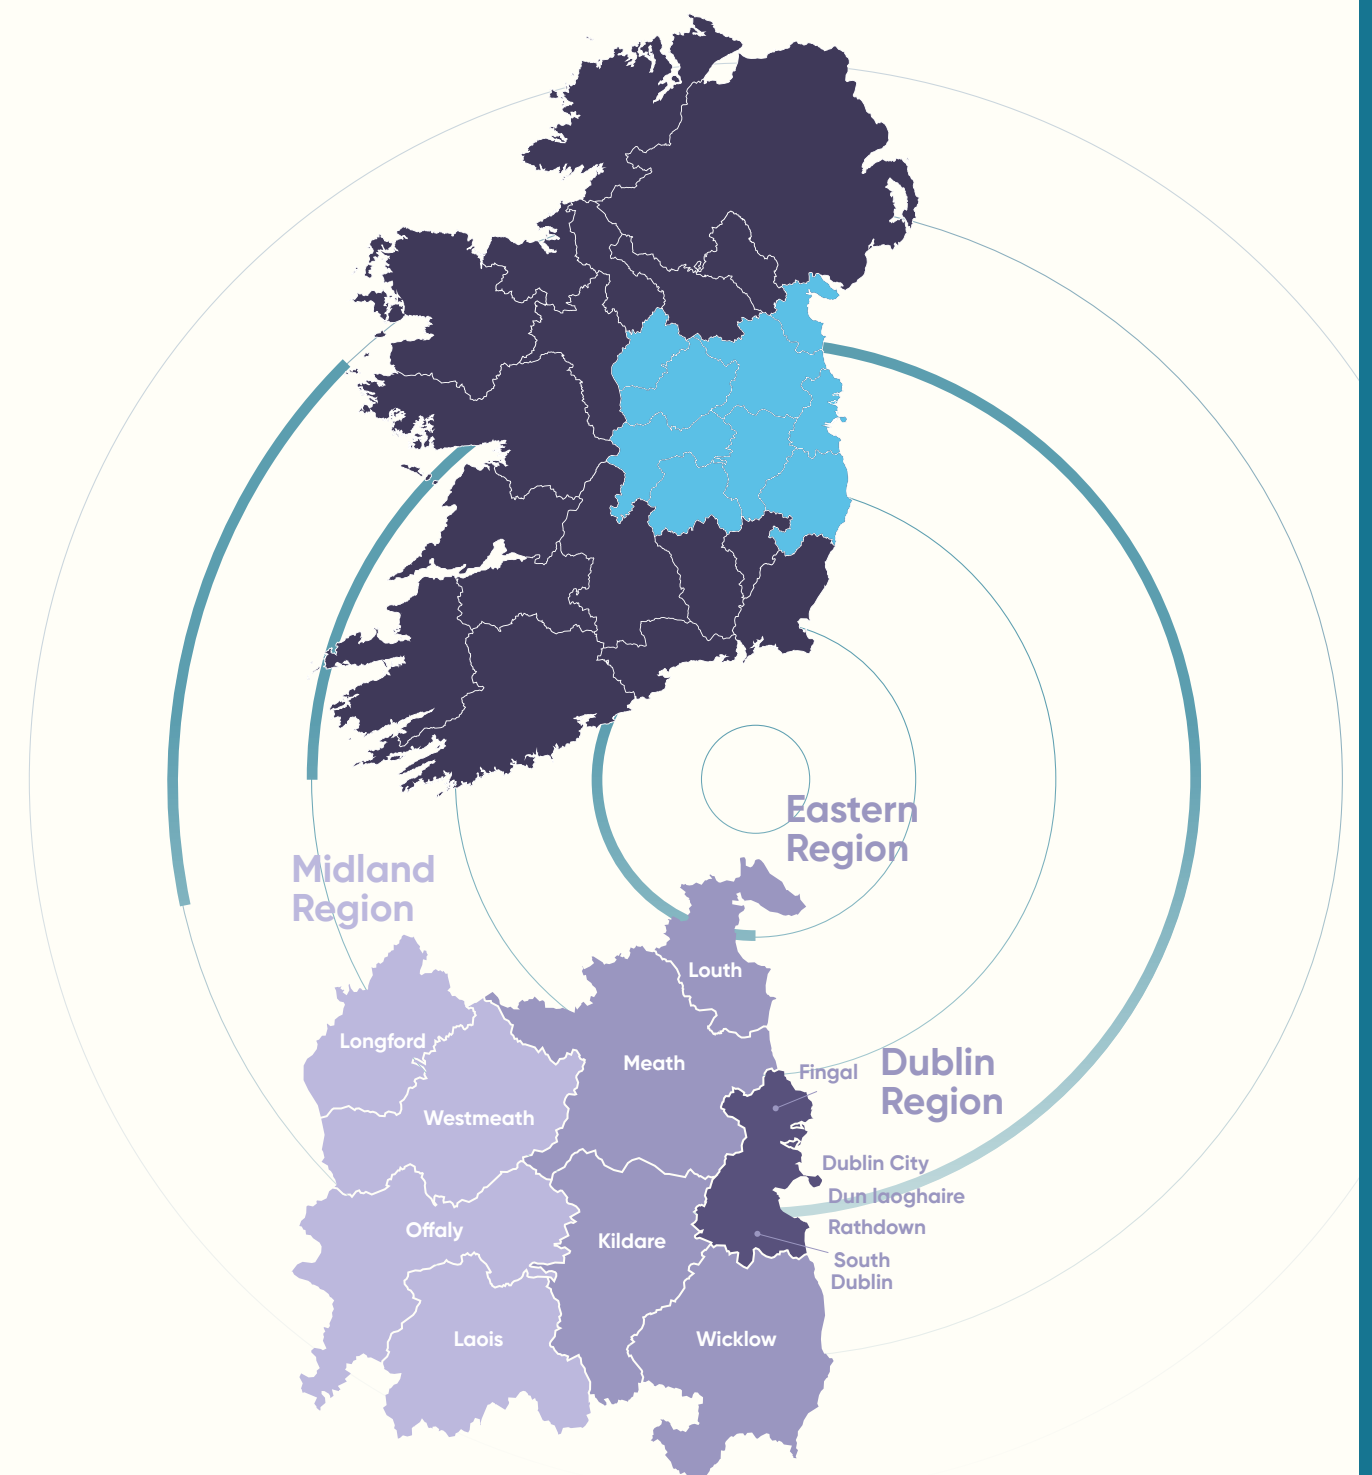 Eastern
Region
Midland
Region
Louth
Longford
Meath
Dublin
Region
Fingal
Westmeath
Dublin City
Dun laoghaire
Rathdown
Offaly
Kildare
South
Dublin
Laois
Wicklow